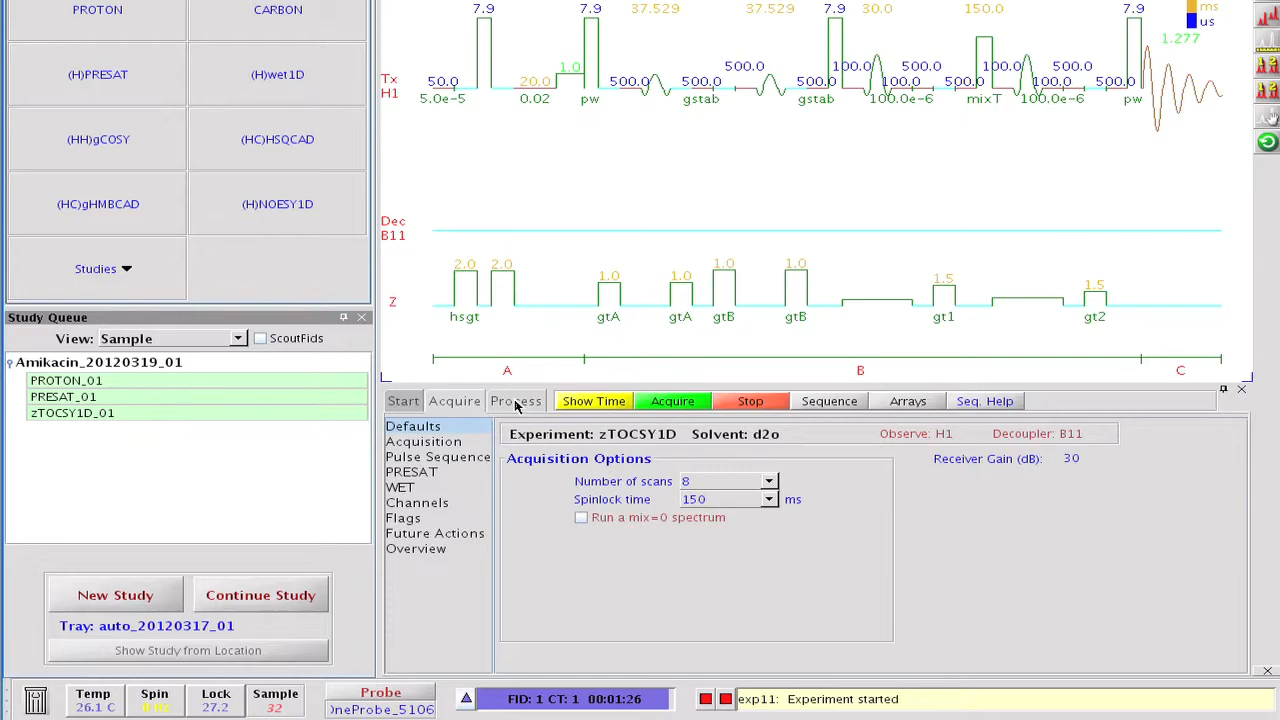 PROTON
CARBON
(H)PRESAT
(H)wet1D
(HH)gCOSY
(HC)HSQCAD
(HC)gHMBCAD
(H)NOESY1D
Studies
Study Queue
View: Sample
ScoutFids
Amikacin_20120319_01
PROTON_01
PRESAT_01
zTOCSY1D_01
New Study
Continue Study
Tray: auto_20120317_01
Show Study from Location
7.9 7.9 37.529 37.529 7.9 30.0 150.0 7.9
ms
us
1.277
Tx
H1
50.0 20.0 1.0 500.0 500.0 500.0 500.0 100.0 100.0 500.0 500.0 100.0 100.0 500.0 500.0
5.0e-5 0.02 pw gstab gstab 100.0e-6 mixT 100.0e-6 pw
Dec
B11
Z
2.0 2.0 1.0 1.0 1.0 1.0 1.5 1.5
hsgt gtA gtA gtB gtB gt1 gt2
A B C
Start Acquire Process Show Time Acquire Stop Sequence Arrays Seq. Help
Defaults
Acquisition
Pulse Sequence
PRESAT
WET
Channels
Flags
Future Actions
Overview
Experiment: zTOCSY1D Solvent: d2o Observe: H1 Decoupler: B11
Acquisition Options
Receiver Gain (dB): 30
Number of scans 8
Spinlock time 150 ms
Run a mix=0 spectrum
Temp
26.1 C
Spin
Lock
27.2
Sample
32
Probe
neProbe_5106
FID: 1 CT: 1 00:01:26
exp11: Experiment started